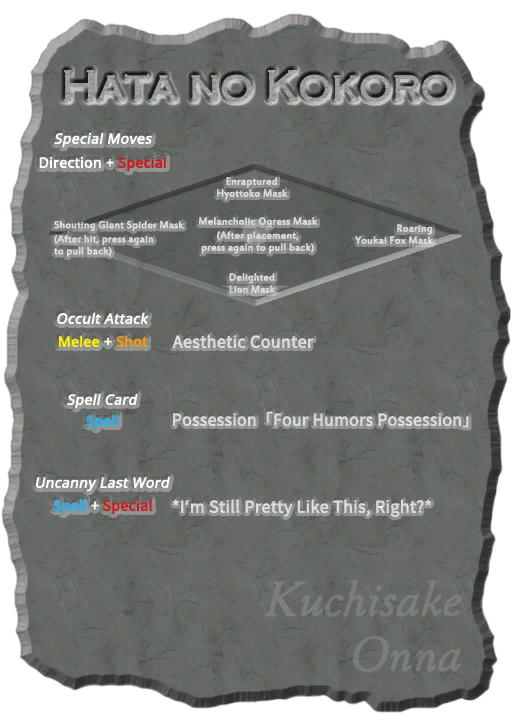 Hata no Kokoro
Special Moves
Direction + Special
Enraptured
Hyottoko Mask
Shouting Giant Spider Mask
(After hit, press again
to pull back)
Melancholic Ogress Mask
(After placement,
press again to pull back)
Roaring
Youkai Fox Mask
Delighted
Lion Mask
Occult Attack
Melee + Shot Aesthetic Counter
Spell Card
Spell Possession「Four Humors Possession」
Uncanny Last Word
Spell + Special *I'm Still Pretty Like This, Right?*
Kuchisake
Onna